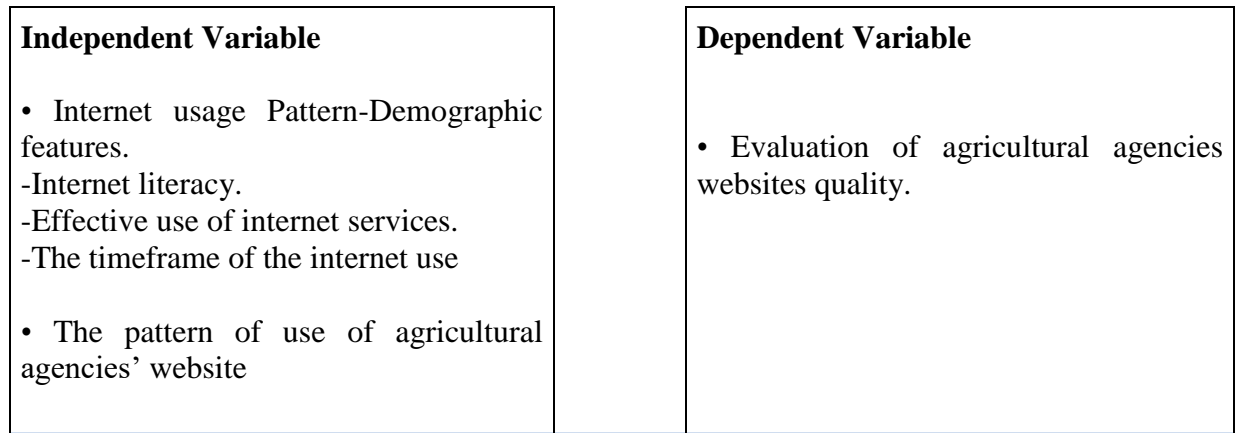 Independent Variable
• Internet usage Pattern-Demographic
features.
-Internet literacy.
-Effective use of internet services.
-The timeframe of the internet use
• The pattern of use of agricultural
agencies’ website
Dependent Variable
• Evaluation of agricultural agencies
websites quality.